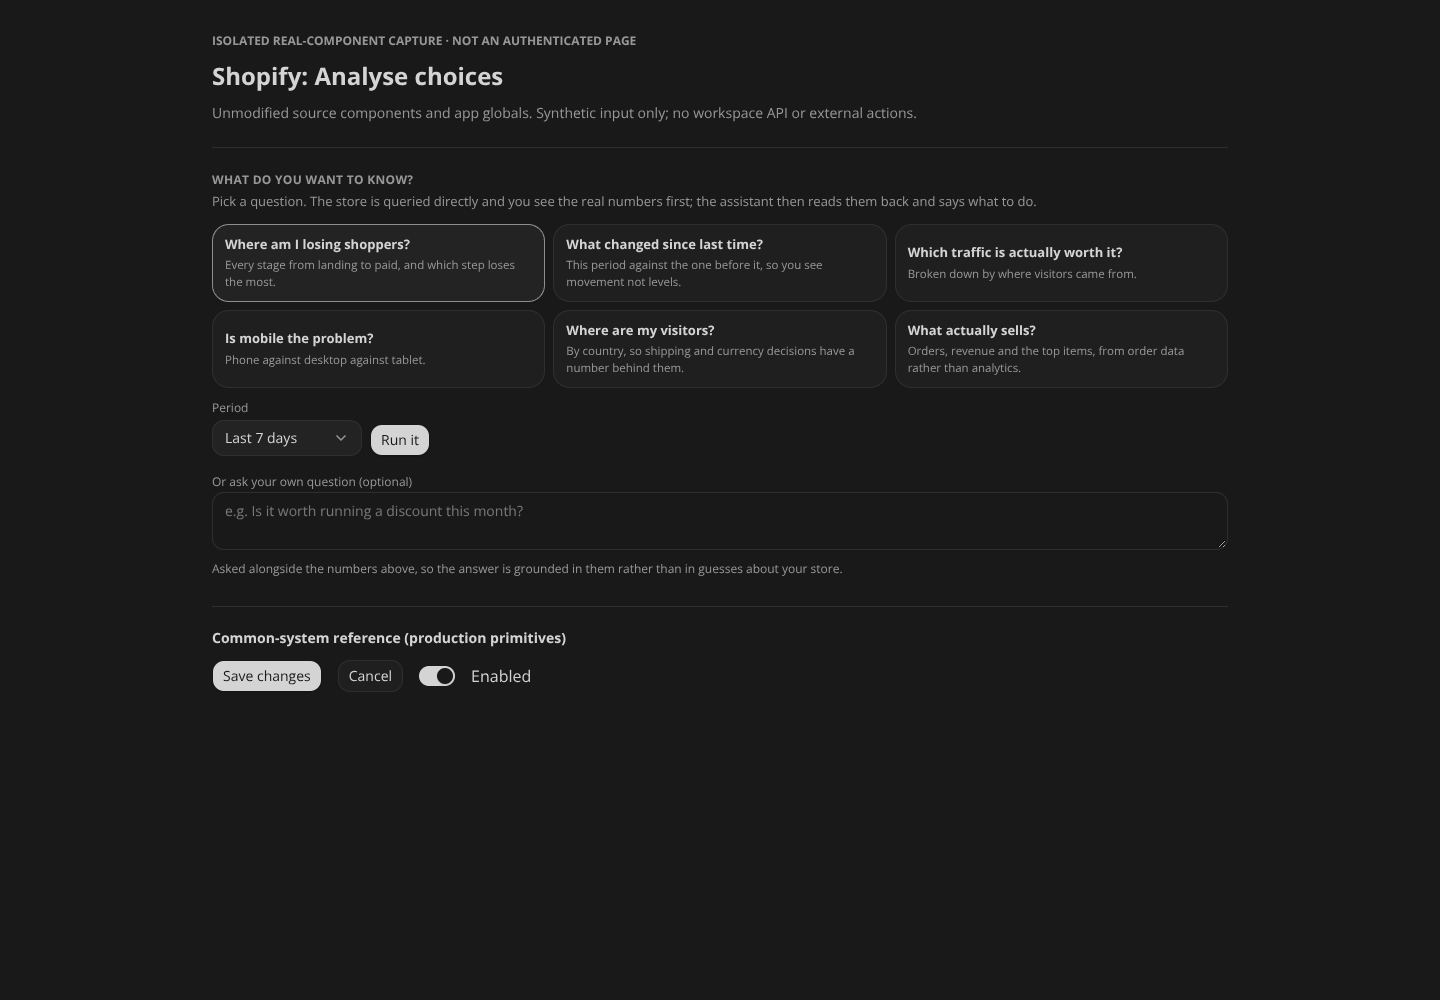 ISOLATED REAL-COMPONENT CAPTURE · NOT AN AUTHENTICATED PAGE
Shopify: Analyse choices
Unmodified source components and app globals. Synthetic input only; no workspace API or external actions.
WHAT DO YOU WANT TO KNOW?
Pick a question. The store is queried directly and you see the real numbers first; the assistant then reads them back and says what to do.
Where am I losing shoppers?
Every stage from landing to paid, and which step loses
the most.
What changed since last time?
This period against the one before it, so you see
movement not levels.
Which traffic is actually worth it?
Broken down by where visitors came from.
Is mobile the problem?
Phone against desktop against tablet.
Where are my visitors?
By country, so shipping and currency decisions have a
number behind them.
What actually sells?
Orders, revenue and the top items, from order data
rather than analytics.
Period
Last 7 days
Run it
Or ask your own question (optional)
e.g. Is it worth running a discount this month?
Asked alongside the numbers above, so the answer is grounded in them rather than in guesses about your store.
Common-system reference (production primitives)
Save changes
Cancel
Enabled